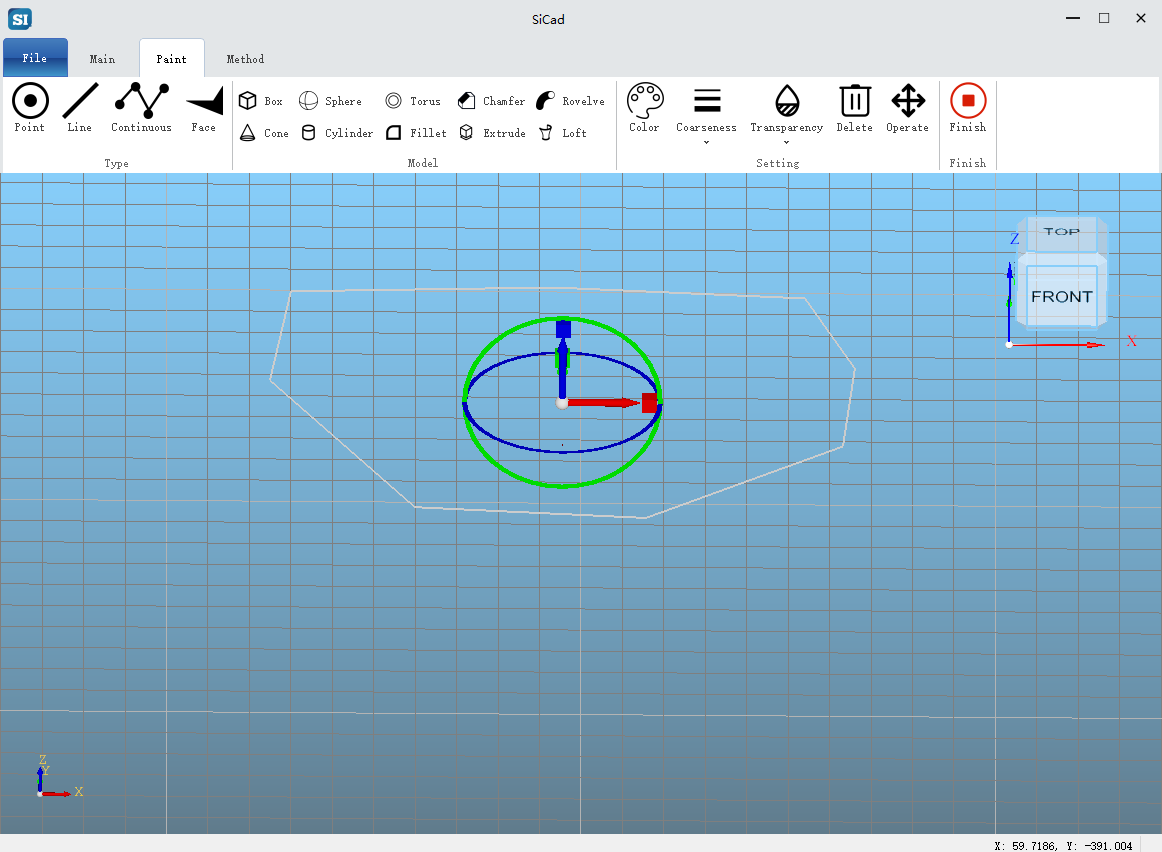 SI SiCad
File Main Paint Method
Point Line Continuous Face
Box Sphere Torus Chamfer Rovelve
Cone Cylinder Fillet Extrude Loft
Color Coarseness Transparency Delete Operate Finish
Type Model Setting Finish
TOP
Z
FRONT
X
Z
Y
X
X: 59.7186, Y: -391.004